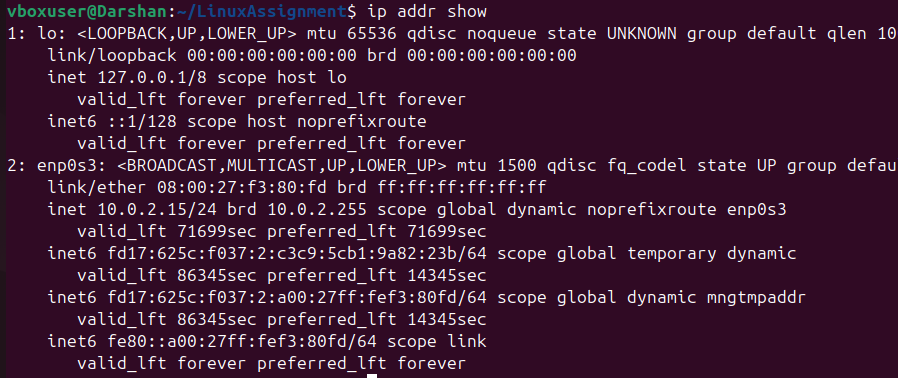 vboxuser@Darshan:~/LinuxAssignment$ ip addr show
1: lo: <LOOPBACK,UP,LOWER_UP> mtu 65536 qdisc noqueue state UNKNOWN group default qlen 10
    link/loopback 00:00:00:00:00:00 brd 00:00:00:00:00:00
    inet 127.0.0.1/8 scope host lo
       valid_lft forever preferred_lft forever
    inet6 ::1/128 scope host noprefixroute
       valid_lft forever preferred_lft forever
2: enp0s3: <BROADCAST,MULTICAST,UP,LOWER_UP> mtu 1500 qdisc fq_codel state UP group defau
    link/ether 08:00:27:f3:80:fd brd ff:ff:ff:ff:ff:ff
    inet 10.0.2.15/24 brd 10.0.2.255 scope global dynamic noprefixroute enp0s3
       valid_lft 71699sec preferred_lft 71699sec
    inet6 fd17:625c:f037:2:c3c9:5cb1:9a82:23b/64 scope global temporary dynamic
       valid_lft 86345sec preferred_lft 14345sec
    inet6 fd17:625c:f037:2:a00:27ff:fef3:80fd/64 scope global dynamic mngtmpaddr
       valid_lft 86345sec preferred_lft 14345sec
    inet6 fe80::a00:27ff:fef3:80fd/64 scope link
       valid_lft forever preferred_lft forever